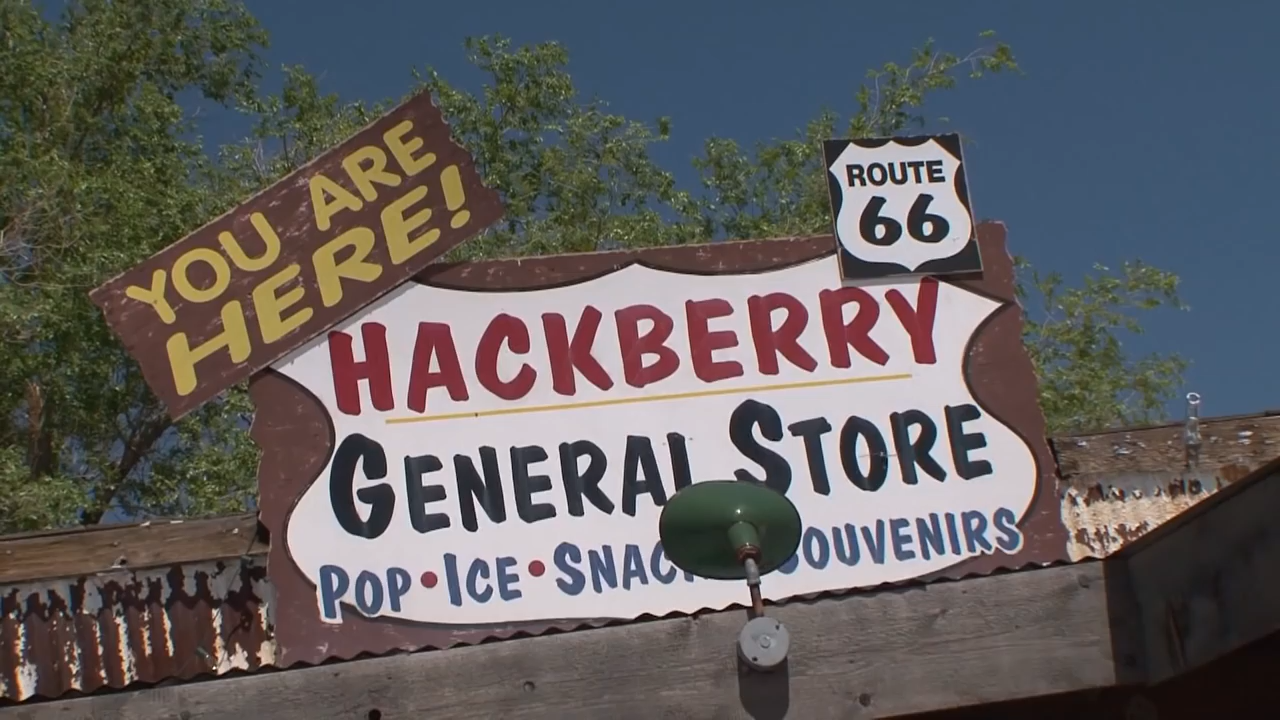 YOU ARE
HERE!
ROUTE
66
HACKBERRY
GENERAL STORE
POP•ICE•SNAC OUVENIRS